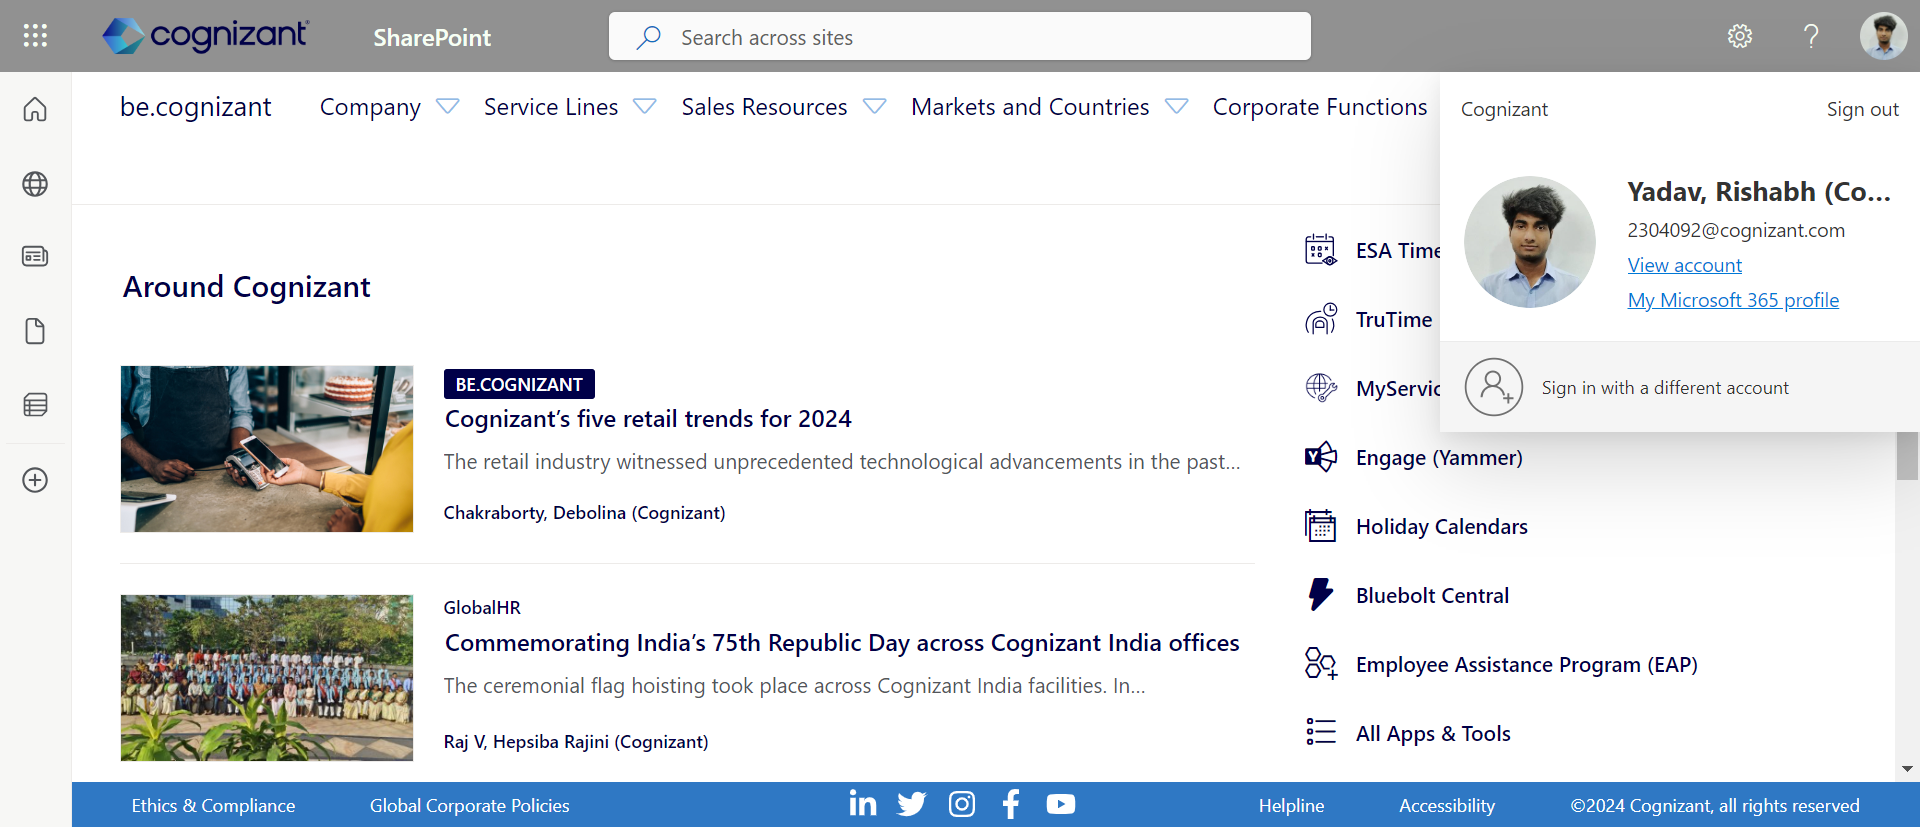 cognizant
SharePoint
Search across sites
be.cognizant
Company
Service Lines
Sales Resources
Markets and Countries
Corporate Functions
Cognizant
Sign out
Yadav, Rishabh (Co...
2304092@cognizant.com
View account
My Microsoft 365 profile
Sign in with a different account
Around Cognizant
BE.COGNIZANT
Cognizant’s five retail trends for 2024
The retail industry witnessed unprecedented technological advancements in the past...
Chakraborty, Debolina (Cognizant)
GlobalHR
Commemorating India’s 75th Republic Day across Cognizant India offices
The ceremonial flag hoisting took place across Cognizant India facilities. In...
Raj V, Hepsiba Rajini (Cognizant)
ESA Time
TruTime
MyServic
Engage (Yammer)
Holiday Calendars
Bluebolt Central
Employee Assistance Program (EAP)
All Apps & Tools
Ethics & Compliance
Global Corporate Policies
Helpline
Accessibility
©2024 Cognizant, all rights reserved